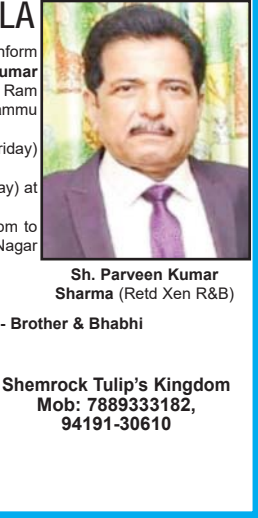 LA
nform
umar
Ram
ammu
riday)
ay) at
om to
Nagar
Sh. Parveen Kumar
Sharma (Retd Xen R&B)
- Brother & Bhabhi
Shemrock Tulip's Kingdom
Mob: 7889333182,
94191-30610